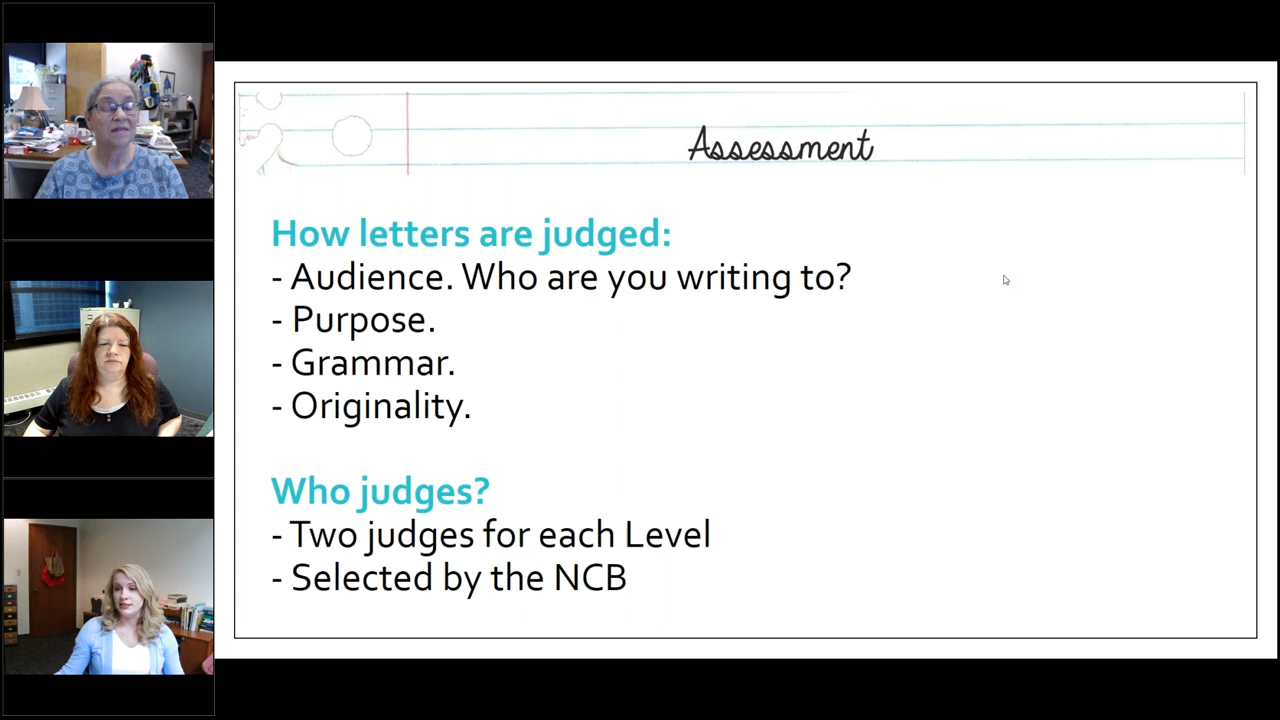 Assessment
How letters are judged:
- Audience. Who are you writing to?
- Purpose.
- Grammar.
- Originality.
Who judges?
- Two judges for each Level
- Selected by the NCB